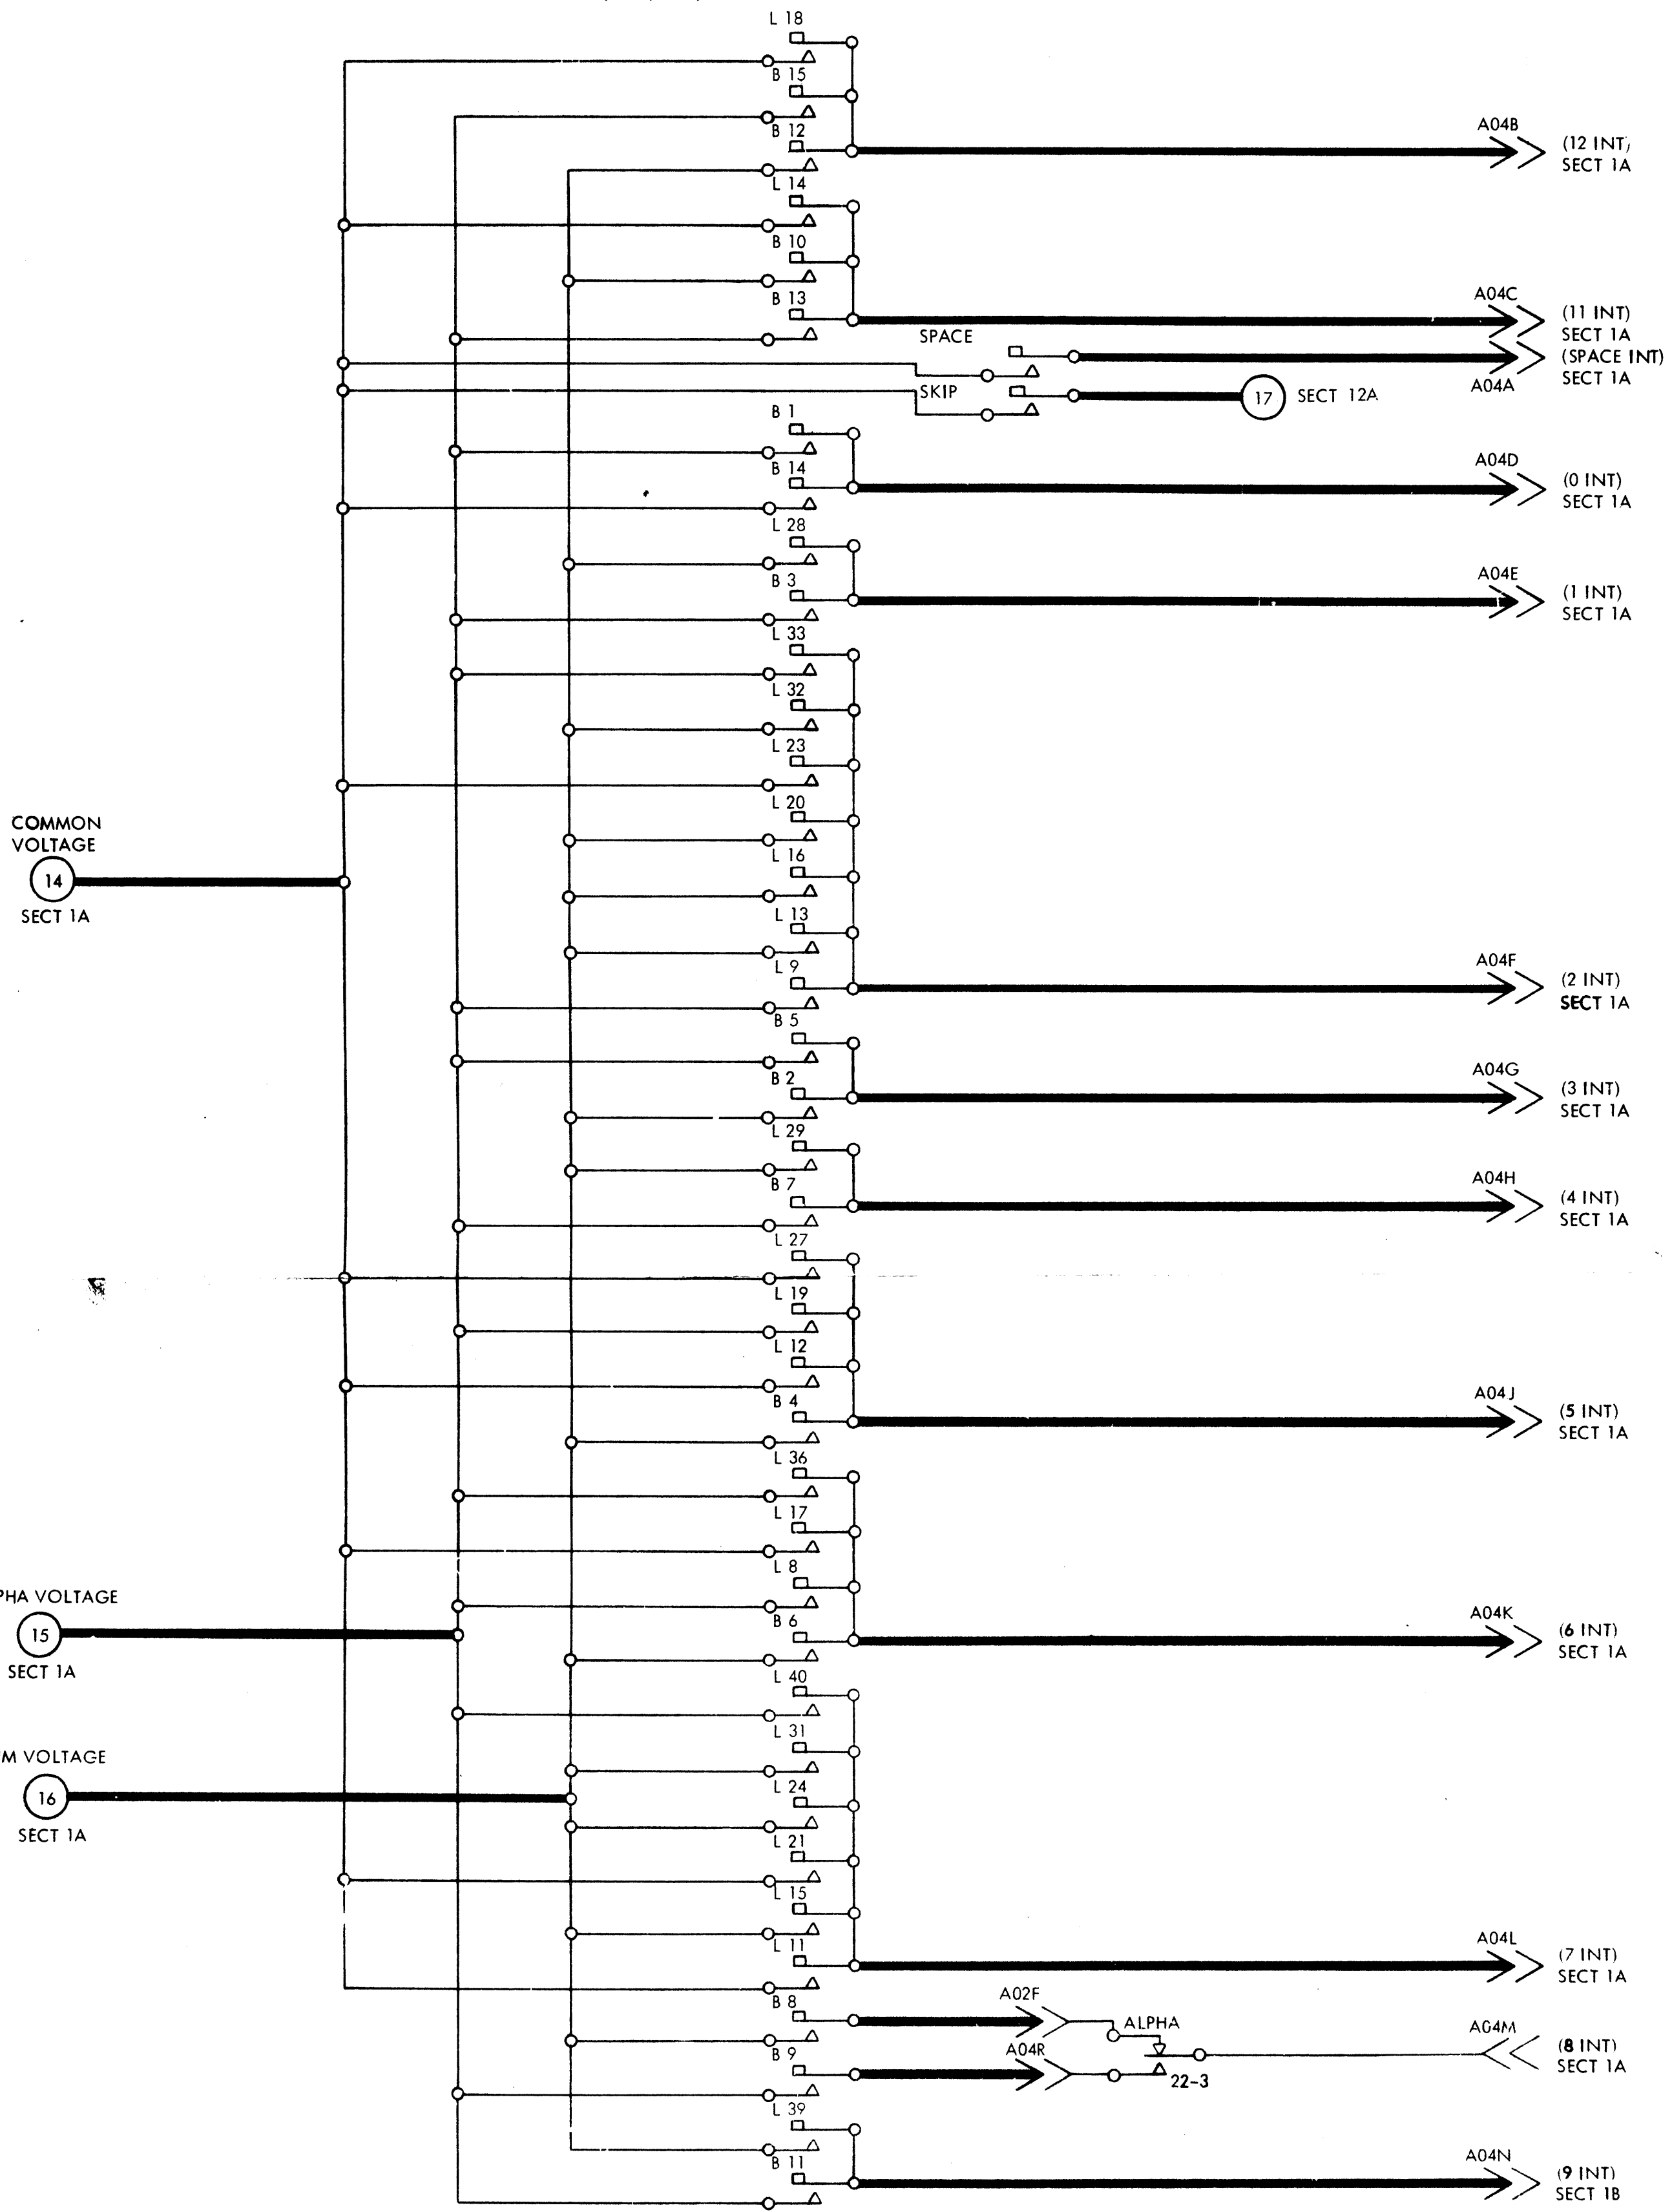 L 18
B 15
B 12
A04B
(12 INT)
SECT 1A
L 14
B 10
B 13
A04C
(11 INT)
SECT 1A
SPACE
(SPACE INT)
SECT 1A
A04A
SKIP
17
SECT 12A
B 1
B 14
A04D
(0 INT)
SECT 1A
L 28
B 3
A04E
(1 INT)
SECT 1A
L 33
L 32
L 23
L 20
COMMON
VOLTAGE
14
SECT 1A
L 16
L 13
L 9
A04F
(2 INT)
SECT 1A
B 5
B 2
A04G
(3 INT)
SECT 1A
L 29
B 7
A04H
(4 INT)
SECT 1A
L 27
L 19
L 12
B 4
A04J
(5 INT)
SECT 1A
L 36
L 17
L 8
B 6
A04K
(6 INT)
SECT 1A
PHA VOLTAGE
15
SECT 1A
L 40
L 31
M VOLTAGE
16
SECT 1A
L 24
L 21
L 15
L 11
A04L
(7 INT)
SECT 1A
B 8
A02F
ALPHA
A04M
(8 INT)
SECT 1A
B 9
A04R
22-3
L 39
B 11
A04N
(9 INT)
SECT 1B